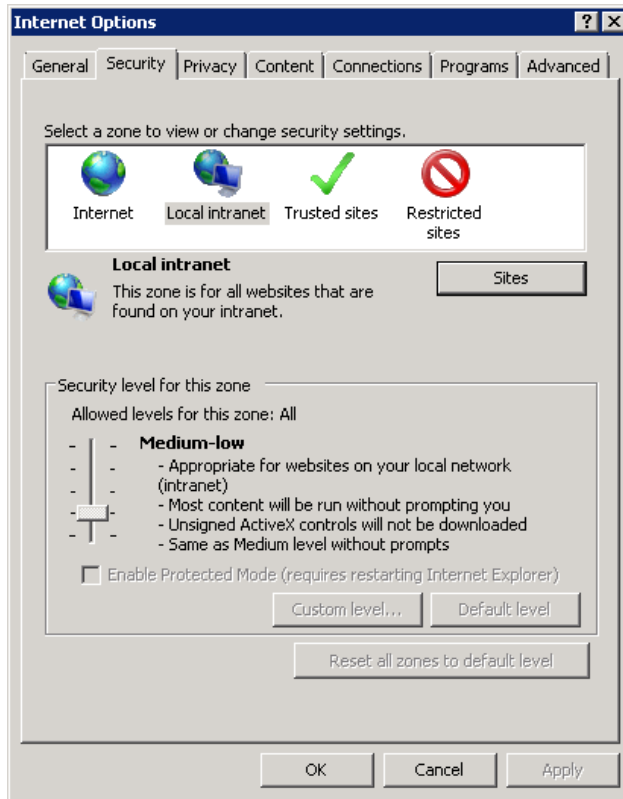 Internet Options
General Security Privacy Content Connections Programs Advanced
Select a zone to view or change security settings.
Internet Local intranet Trusted sites Restricted
sites
Local intranet
Sites
This zone is for all websites that are
found on your intranet.
Security level for this zone
Allowed levels for this zone: All
Medium-low
- Appropriate for websites on your local network
(intranet)
- Most content will be run without prompting you
- Unsigned ActiveX controls will not be downloaded
- Same as Medium level without prompts
Enable Protected Mode (requires restarting Internet Explorer)
Custom level... Default level
Reset all zones to default level
OK Cancel Apply